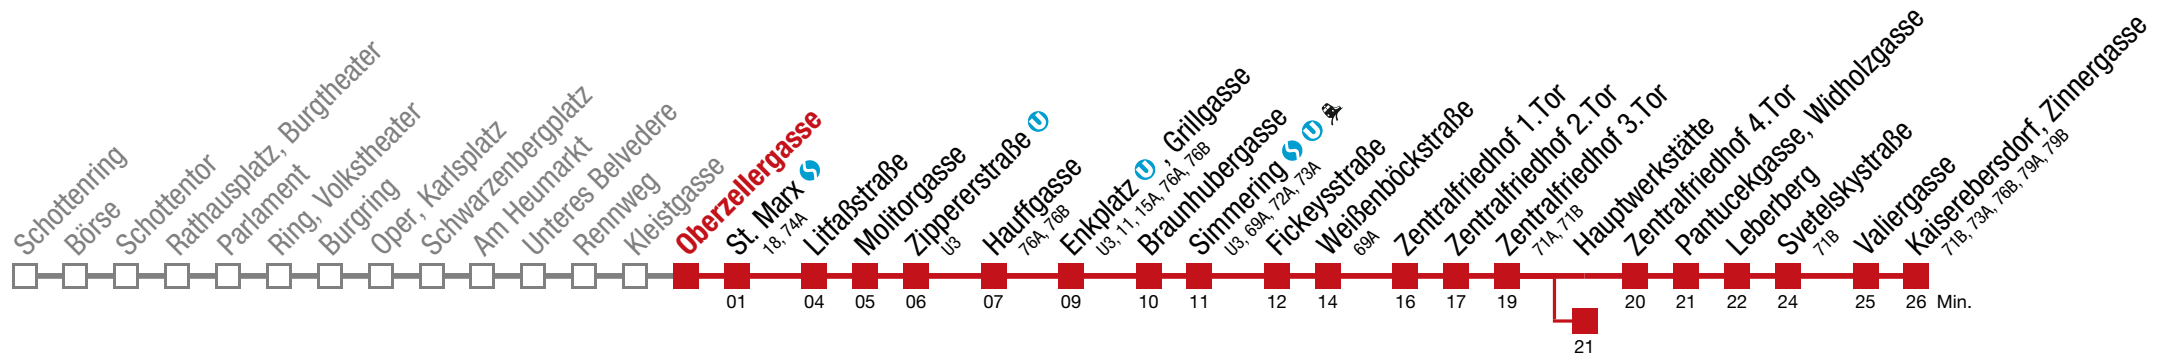 Schottenring
Börse
Schottentor
Rathausplatz, Burgtheater
Parlament
Ring, Volkstheater
Burgring
Oper, Karlsplatz
Schwarzenbergplatz
Am Heumarkt
Unteres Belvedere
Rennweg
Kleistgasse
Oberzellergasse
St. Marx
18, 74A
Litfaßstraße
Molitorgasse
Zippererstraße U
U3
Hauffgasse
76A, 76B
Enkplatz U, Grillgasse
U3, 11, 15A, 76A, 76B
Braunhubergasse
Simmering U
U3, 69A, 72A, 73A
Fickeysstraße
Weißenböckstraße
69A
Zentralfriedhof 1.Tor
Zentralfriedhof 2.Tor
Zentralfriedhof 3.Tor
71A, 71B
Hauptwerkstätte
Zentralfriedhof 4.Tor
Pantucekgasse, Widholzgasse
Leberberg
Svetelskystraße
71B
Valiergasse
Kaiserebersdorf, Zinnergasse
71B, 73A, 76B, 79A, 79B
01 04 05 06 07 09 10 11 12 14 16 17 19 20 21 22 24 25 26 Min.
21